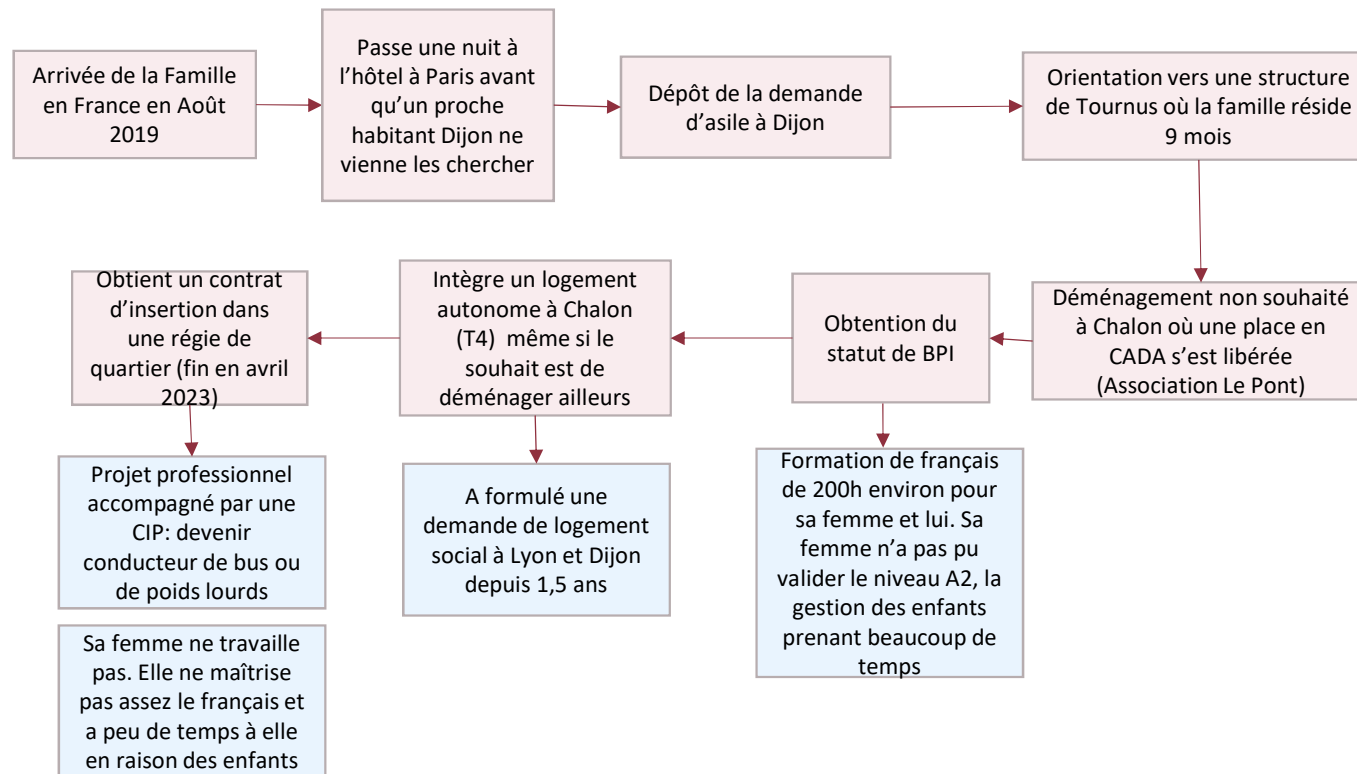 Arrivée de la Famille
en France en Août
2019
Passe une nuit à
l’hôtel à Paris avant
qu’un proche
habitant Dijon ne
vienne les chercher
Dépôt de la demande
d’asile à Dijon
Orientation vers une structure
de Tournus où la famille réside
9 mois
Déménagement non souhaité
à Chalon où une place en
CADA s’est libérée
(Association Le Pont)
Obtention du
statut de BPI
Intègre un logement
autonome à Chalon
(T4) même si le
souhait est de
déménager ailleurs
Obtient un contrat
d’insertion dans
une régie de
quartier (fin en avril
2023)
Projet professionnel
accompagné par une
CIP: devenir
conducteur de bus ou
de poids lourds
A formulé une
demande de logement
social à Lyon et Dijon
depuis 1,5 ans
Formation de français
de 200h environ pour
sa femme et lui. Sa
femme n’a pas pu
valider le niveau A2, la
gestion des enfants
prenant beaucoup de
temps
Sa femme ne travaille
pas. Elle ne maîtrise
pas assez le français et
a peu de temps à elle
en raison des enfants